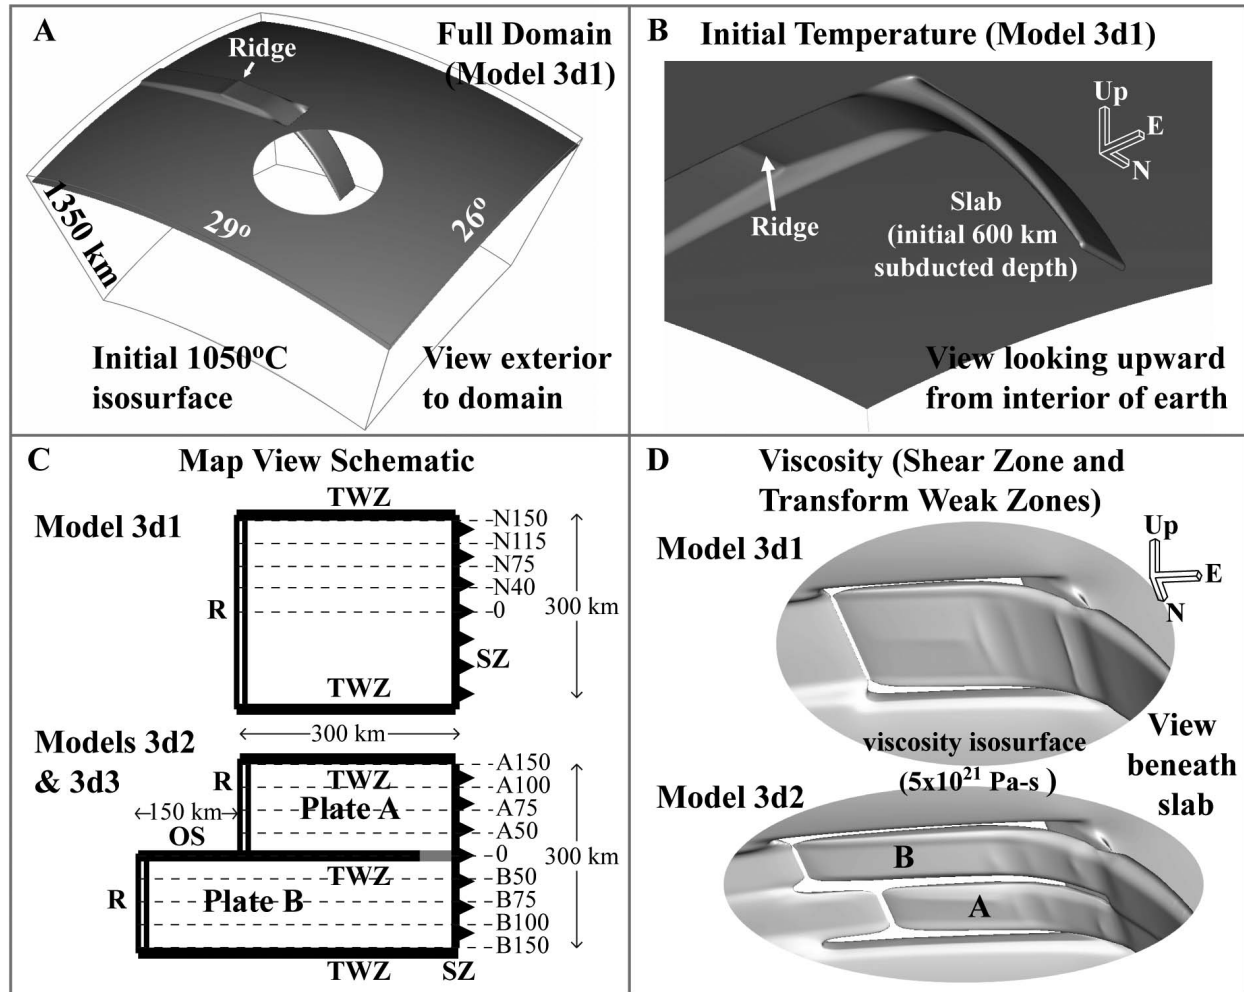 A
Full Domain
(Model 3d1)
Ridge
1350 km
29º
26º
Initial 1050ºC
isosurface
View exterior
to domain
B
Initial Temperature (Model 3d1)
Up
E
N
Ridge
Slab
(initial 600 km
subducted depth)
View looking upward
from interior of earth
C
Map View Schematic
Model 3d1
TWZ
N150
N115
N75
N40
0
R
300 km
SZ
TWZ
300 km
Models 3d2
& 3d3
R
TWZ
Plate A
150 km
OS
A150
A100
A75
A50
0
300 km
TWZ
R
Plate B
B50
B75
B100
B150
TWZ
SZ
D
Viscosity (Shear Zone and
Transform Weak Zones)
Model 3d1
Up
E
N
viscosity isosurface
(5x10²¹ Pa-s )
View
beneath
slab
Model 3d2
B
A